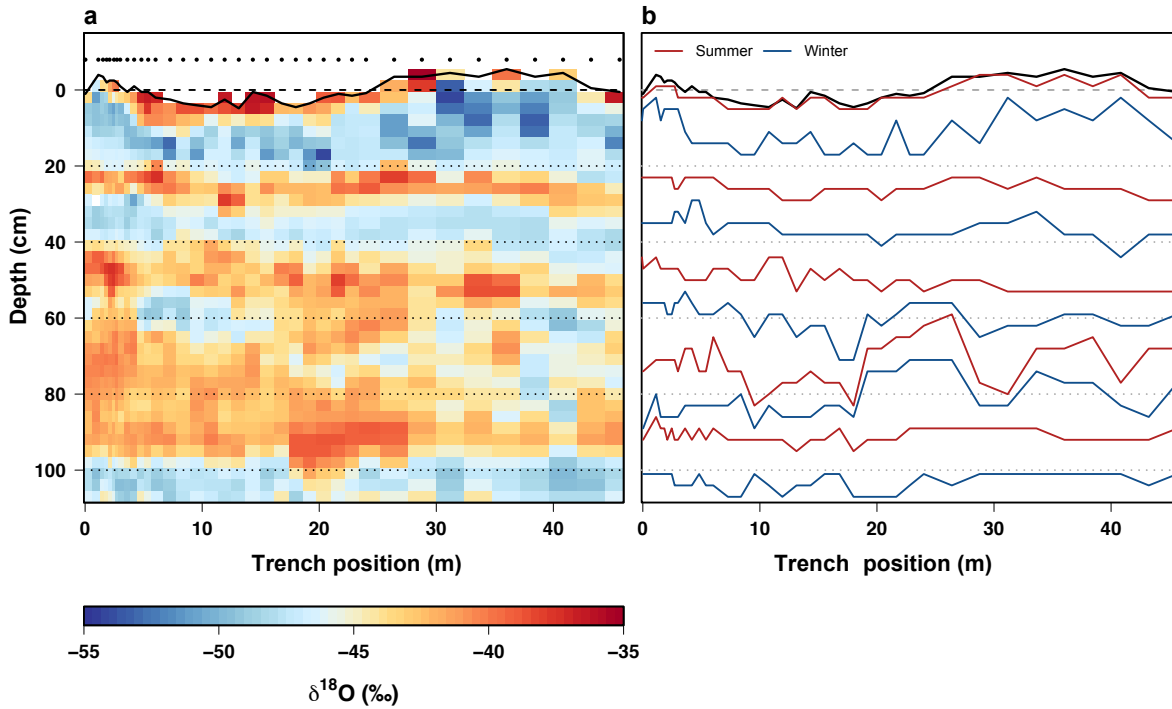 a
b
Summer
Winter
0
20
40
60
80
100
Depth (cm)
0 10 20 30 40
0 10 20 30 40
Trench position (m)
Trench position (m)
−55 −50 −45 −40 −35
δ18O (‰)